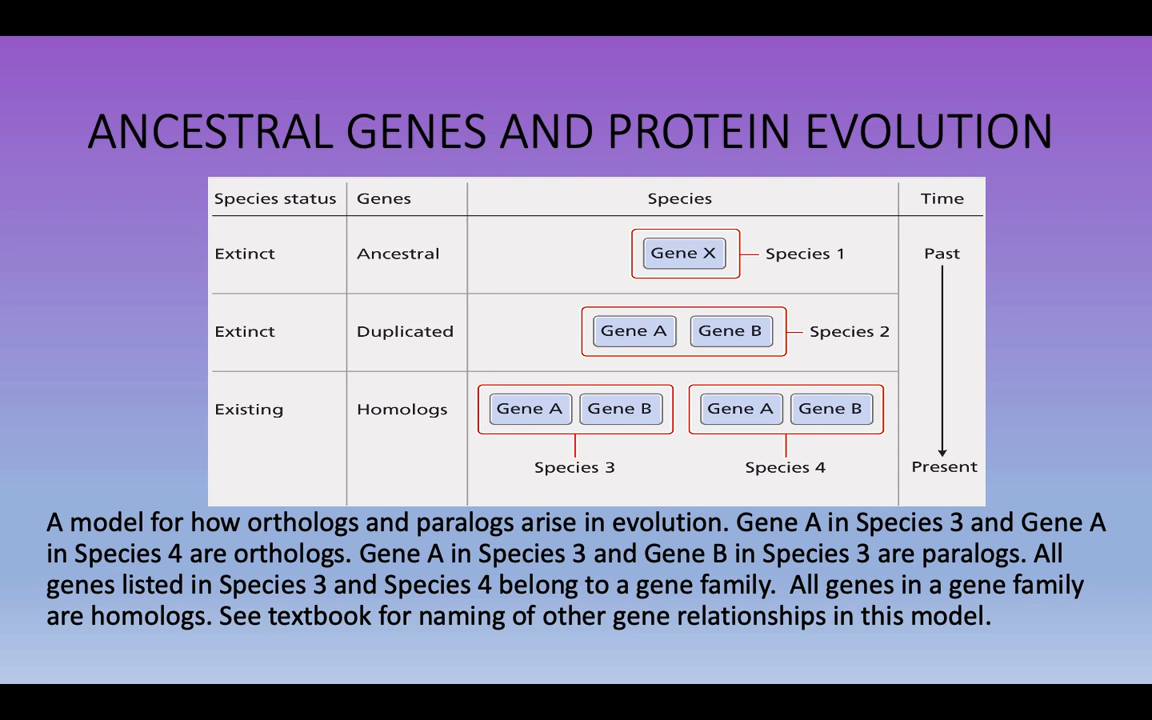 ANCESTRAL GENES AND PROTEIN EVOLUTION
Species status Genes Species Time
Extinct Ancestral Gene X Species 1 Past
Extinct Duplicated Gene A Gene B Species 2
Existing Homologs Gene A Gene B Gene A Gene B
Species 3 Species 4 Present
A model for how orthologs and paralogs arise in evolution. Gene A in Species 3 and Gene A
in Species 4 are orthologs. Gene A in Species 3 and Gene B in Species 3 are paralogs. All
genes listed in Species 3 and Species 4 belong to a gene family.  All genes in a gene family
are homologs. See textbook for naming of other gene relationships in this model.